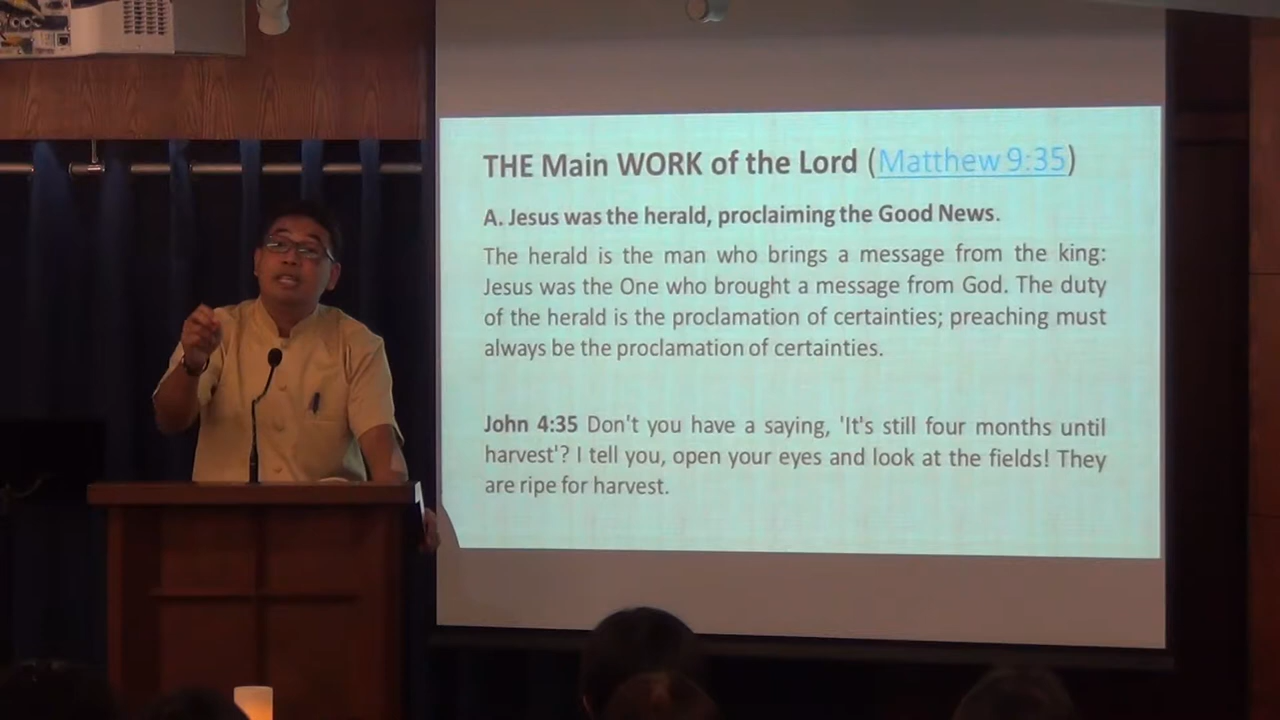 THE Main WORK of the Lord (Matthew 9:35)
A. Jesus was the herald, proclaiming the Good News.
The herald is the man who brings a message from the king:
Jesus was the One who brought a message from God. The duty
of the herald is the proclamation of certainties; preaching must
always be the proclamation of certainties.
John 4:35 Don't you have a saying, 'It's still four months until
harvest'? I tell you, open your eyes and look at the fields! They
are ripe for harvest.